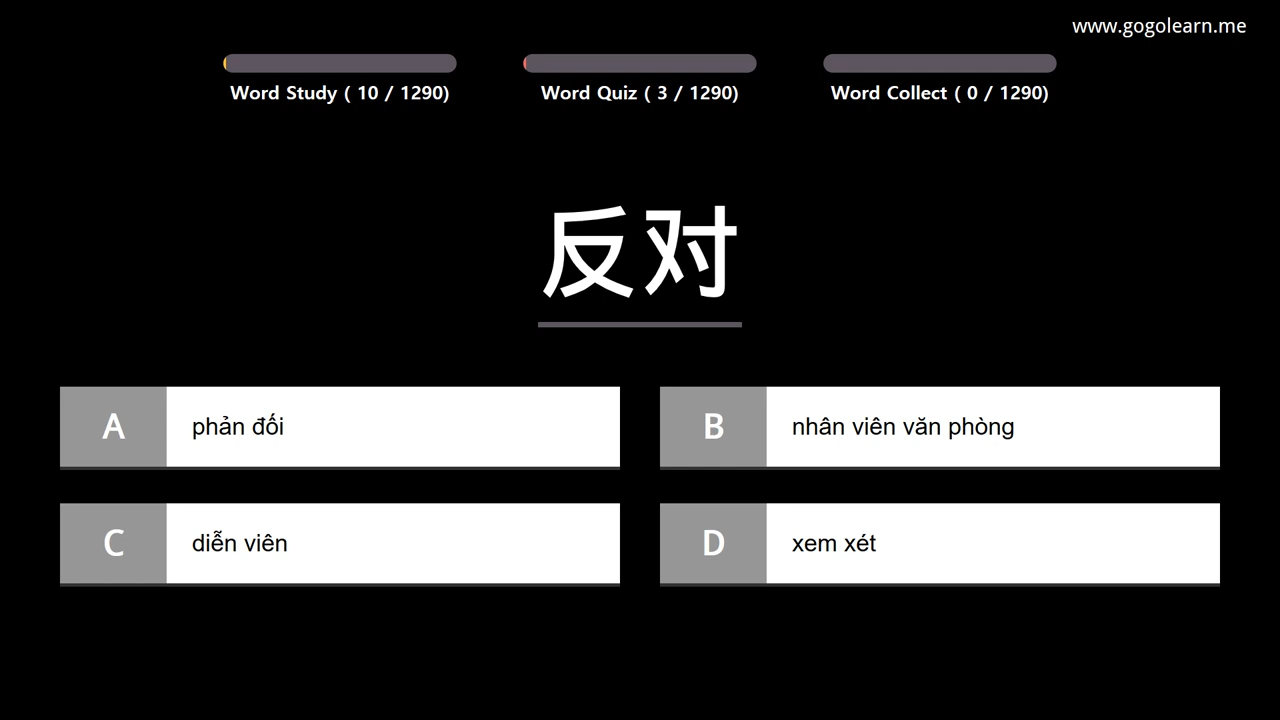 www.gogolearn.me
Word Study ( 10 / 1290)
Word Quiz ( 3 / 1290)
Word Collect ( 0 / 1290)
反对
A phản đối
B nhân viên văn phòng
C diễn viên
D xem xét